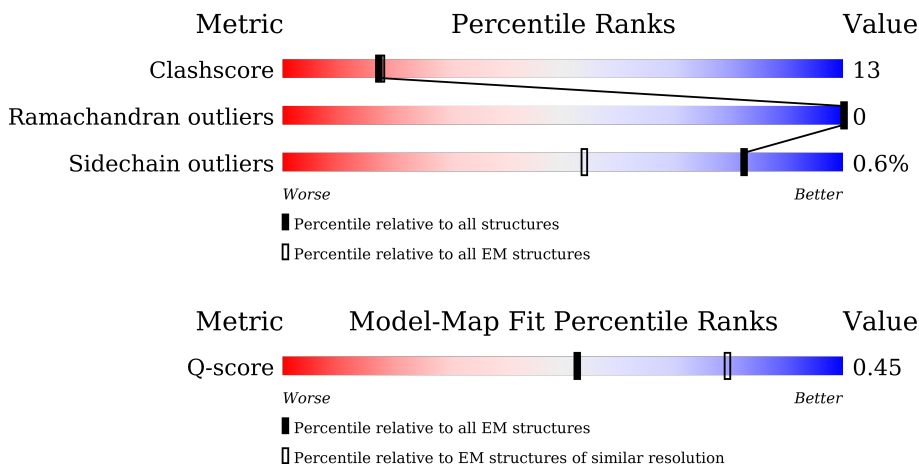 Metric Percentile Ranks Value
Clashscore 13
Ramachandran outliers 0
Sidechain outliers 0.6%
Worse Better
Percentile relative to all structures
Percentile relative to all EM structures
Metric Model-Map Fit Percentile Ranks Value
Q-score 0.45
Worse Better
Percentile relative to all EM structures
Percentile relative to EM structures of similar resolution